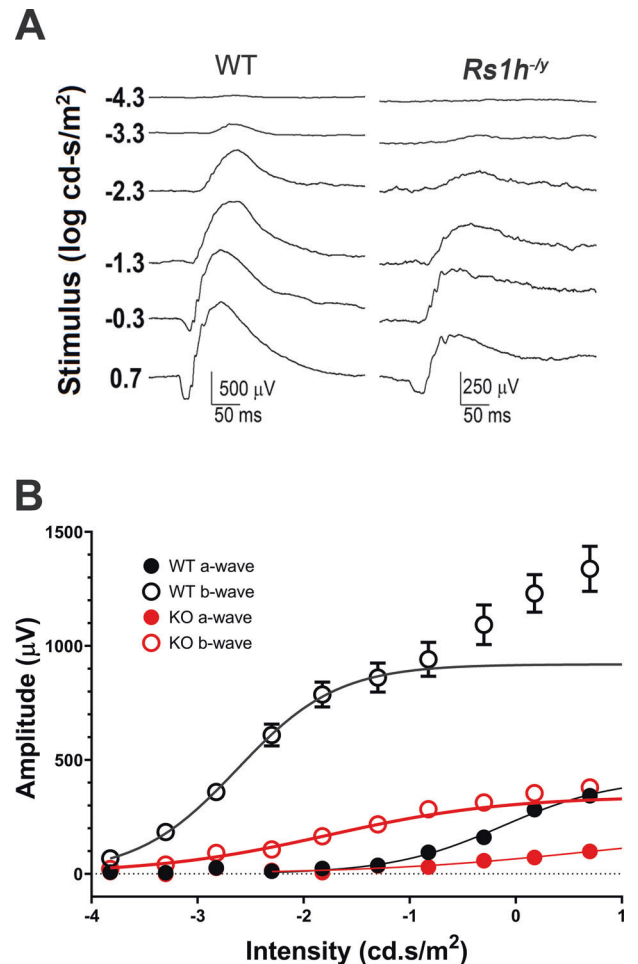 A
WT
Rs1h-/y
Stimulus (log cd-s/m2)
-4.3
-3.3
-2.3
-1.3
-0.3
0.7
500 μV
50 ms
250 μV
50 ms
B
Amplitude (μV)
1500
1000
500
0
WT a-wave
WT b-wave
KO a-wave
KO b-wave
-4 -3 -2 -1 0 1
Intensity (cd.s/m2)